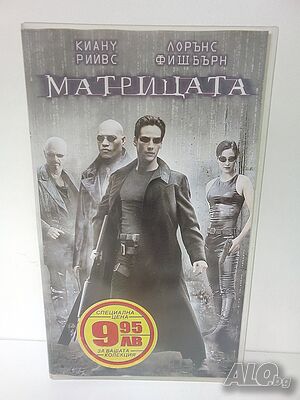 КИАНУ ЛОРЪНС
РИЙВС ФИШБЪРН
МАТРИЦАТА
СПЕЦИАЛНА
ЦЕНА
9 95
ЛВ
ЗА ВАШАТА
КОЛЕКЦИЯ
ALO.bg